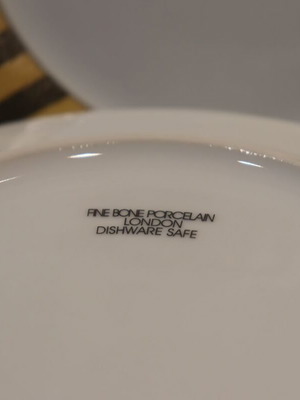 FINE BONE PORCELAIN
LONDON
DISHWARE SAFE